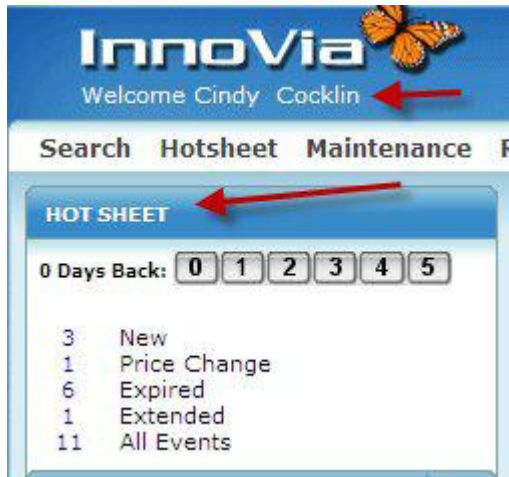 InnoVia
Welcome Cindy Cocklin
Search Hotsheet Maintenance
HOT SHEET
0 Days Back: 0 1 2 3 4 5
3 New
1 Price Change
6 Expired
1 Extended
11 All Events